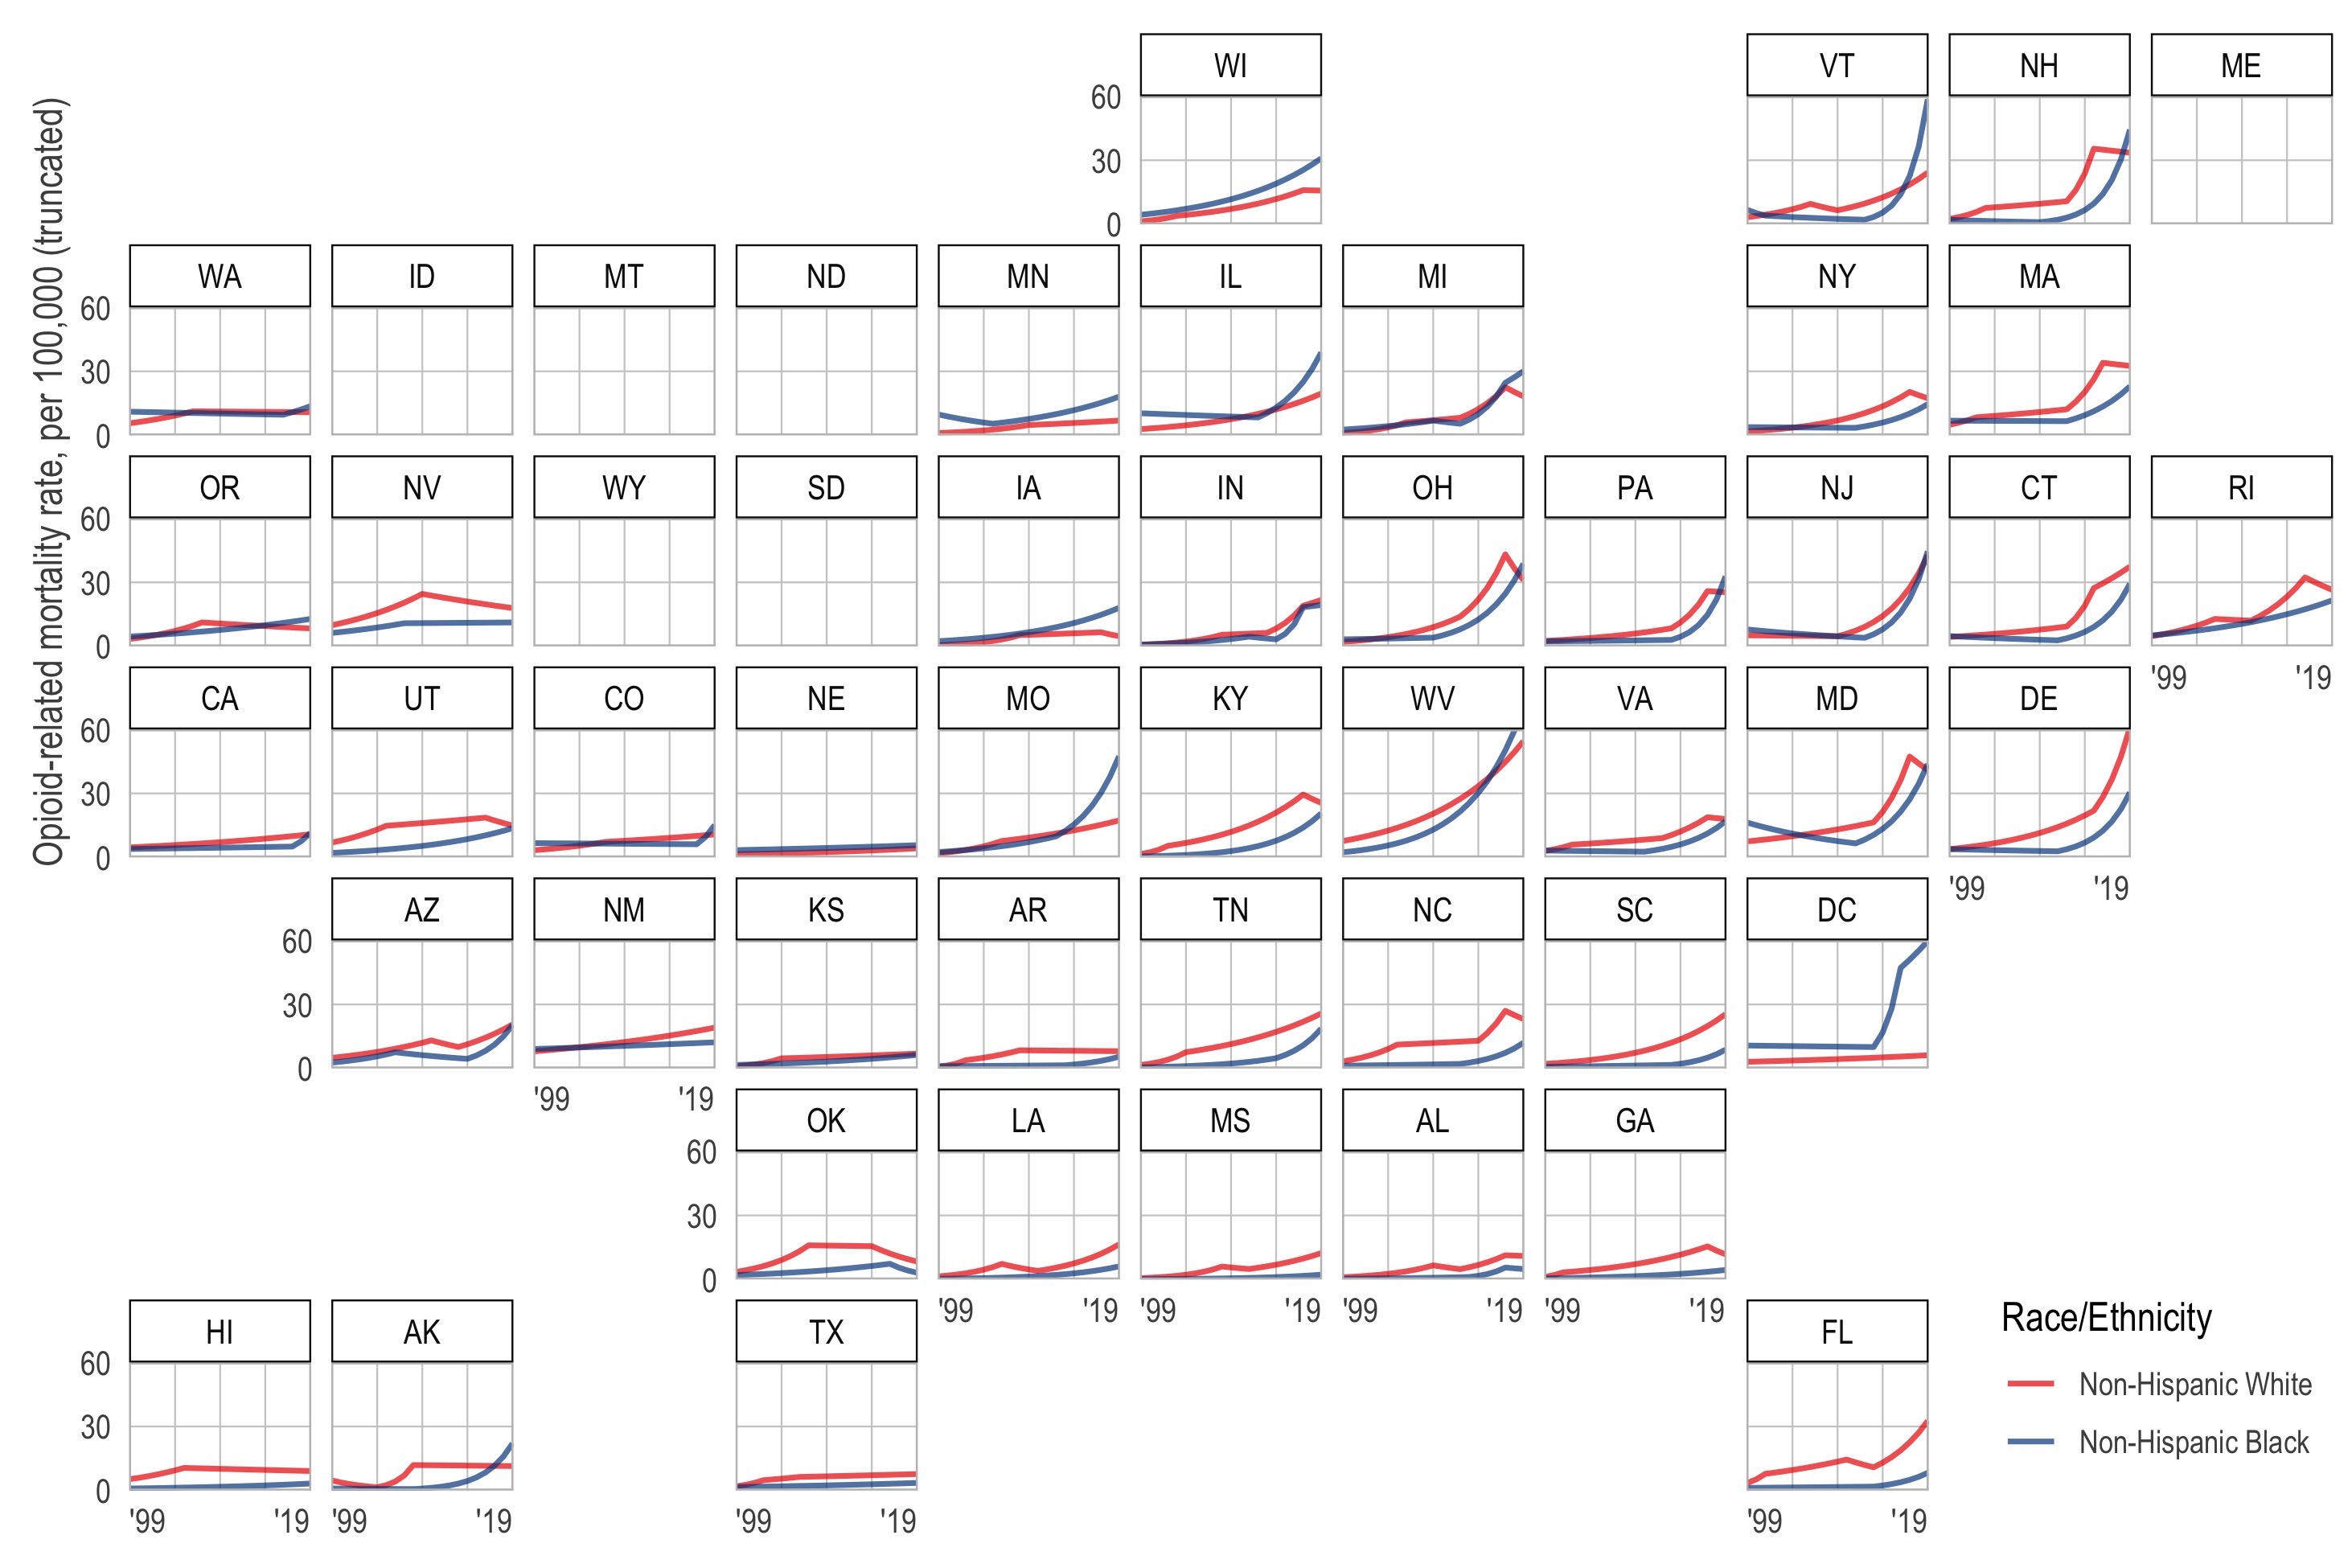 Opioid-related mortality rate, per 100,000 (truncated)
WI VT NH ME
60
30
0
WA ID MT ND MN IL MI NY MA
60
30
0
OR NV WY SD IA IN OH PA NJ CT RI
60
30
0
'99 '19
CA UT CO NE MO KY WV VA MD DE
60
30
0
'99 '19
AZ NM KS AR TN NC SC DC
60
30
0
'99 '19
OK LA MS AL GA
60
30
0
'99 '19 '99 '19 '99 '19 '99 '19
HI AK TX FL
60
30
0
'99 '19 '99 '19 '99 '19 '99 '19
Race/Ethnicity
Non-Hispanic White
Non-Hispanic Black